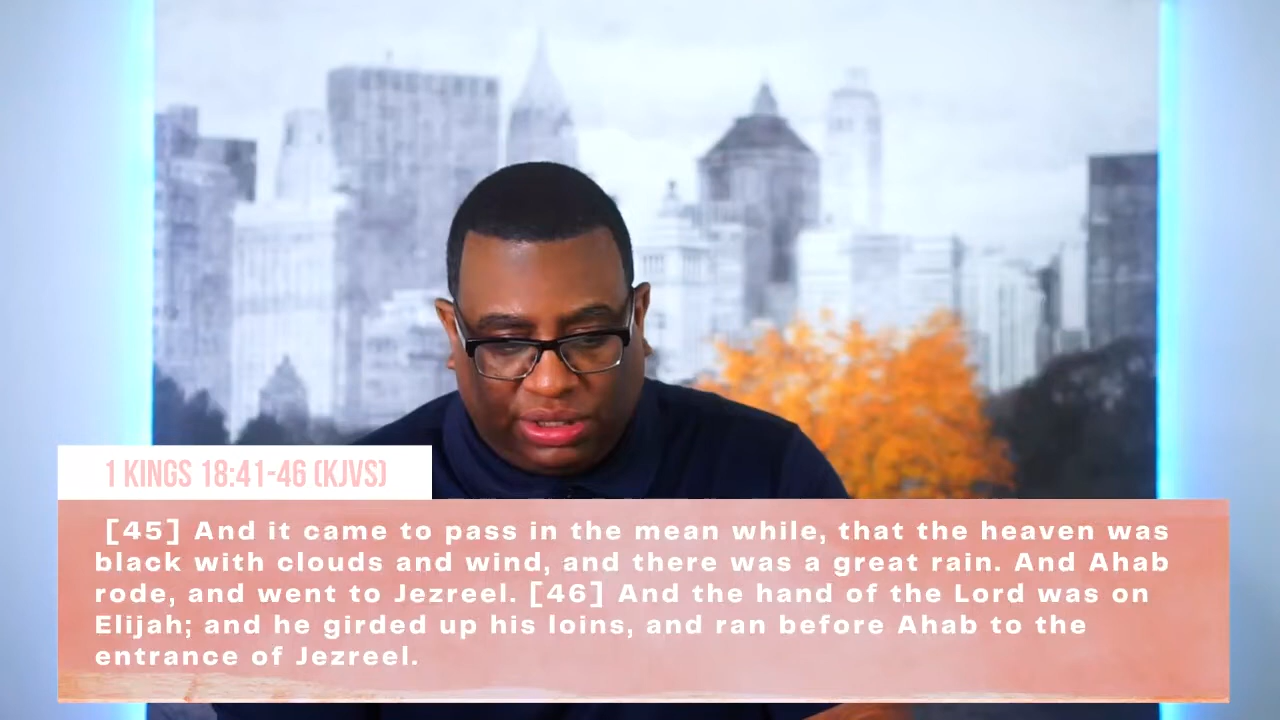 1 KINGS 18:41-46 (KJVS)
[45] And it came to pass in the mean while, that the heaven was
black with clouds and wind, and there was a great rain. And Ahab
rode, and went to Jezreel. [46] And the hand of the Lord was on
Elijah; and he girded up his loins, and ran before Ahab to the
entrance of Jezreel.